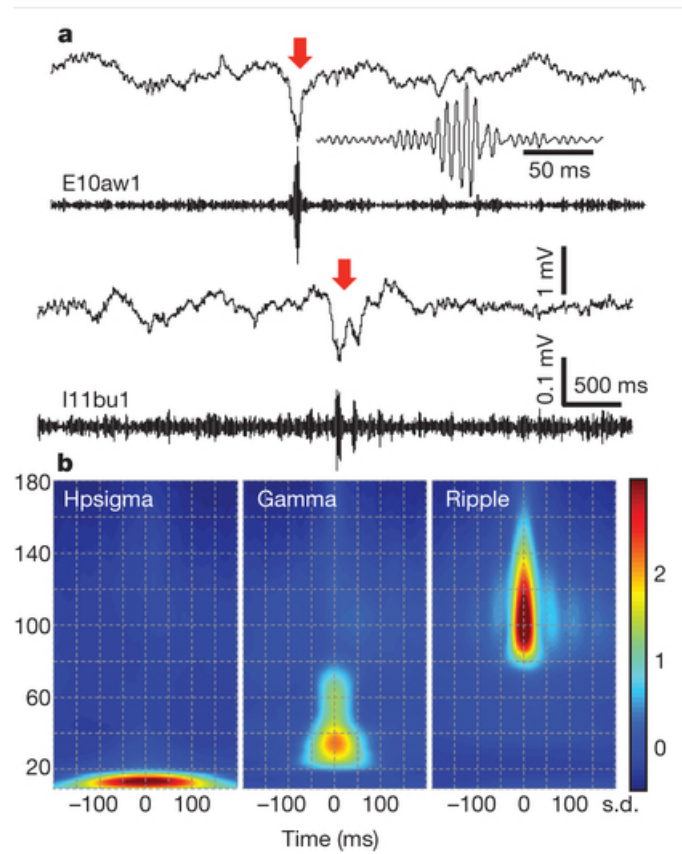 a
E10aw1
50 ms
1 mV
I11bu1
0.1 mV
500 ms
b
Hpsigma Gamma Ripple
180
140
100
60
20
2
1
0
−100 0 100 −100 0 100 −100 0 100 s.d.
Time (ms)